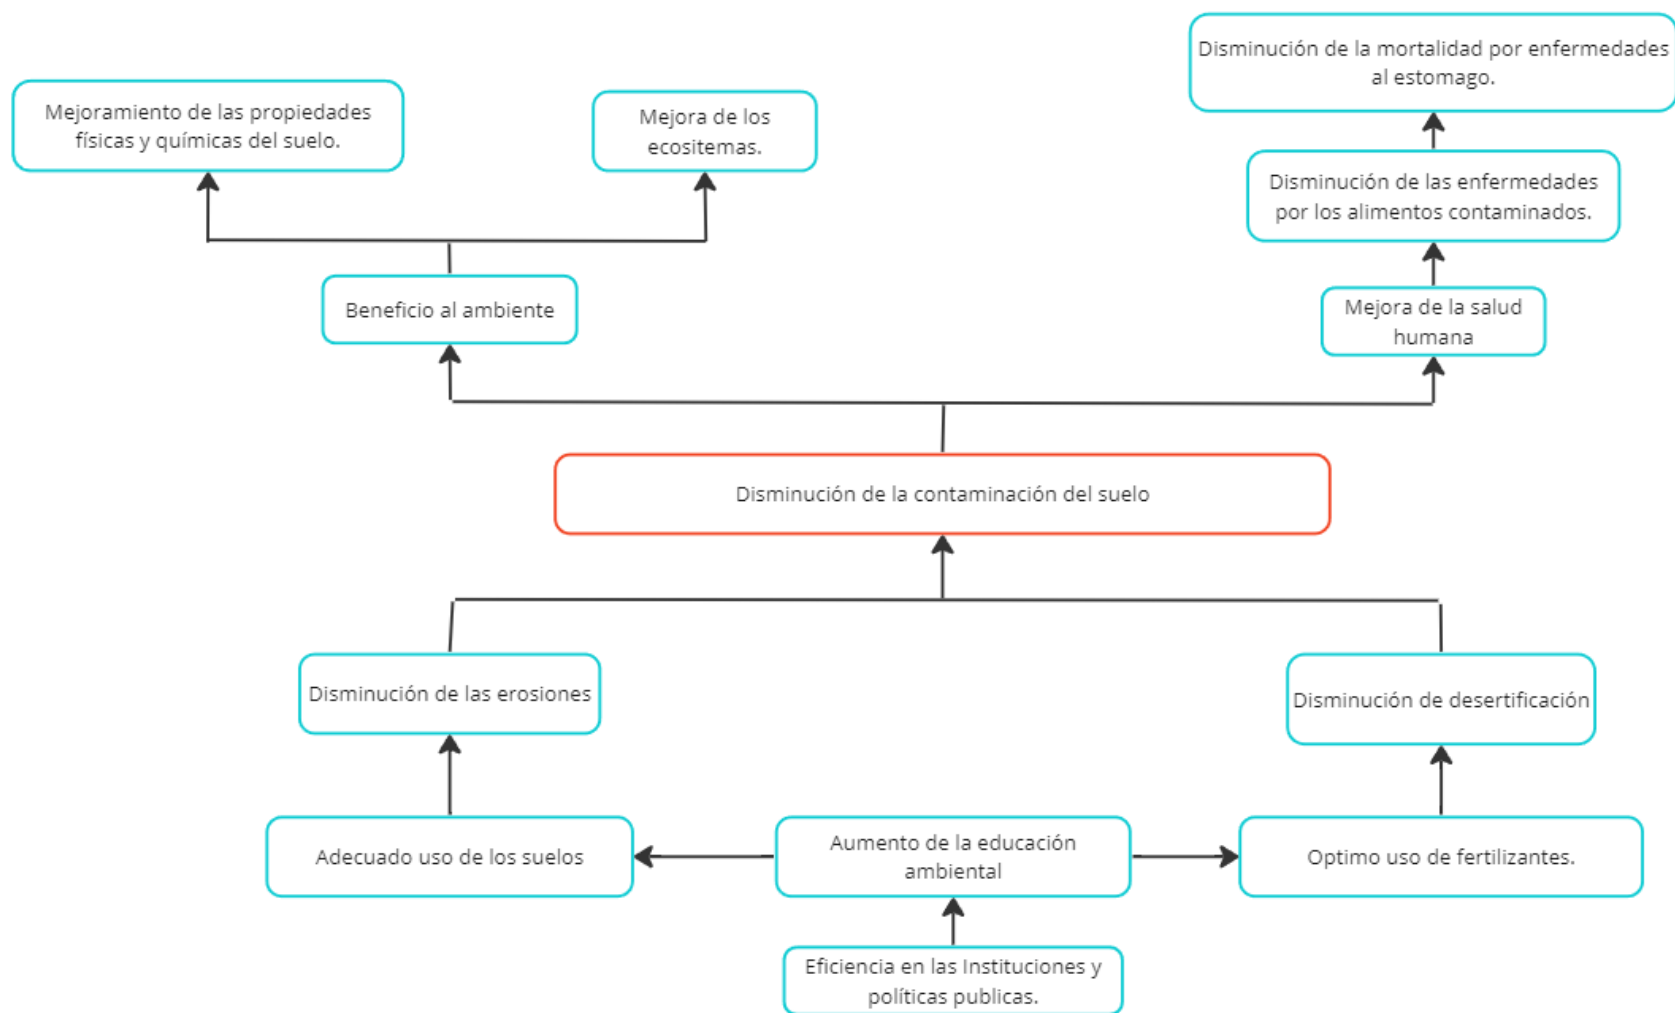 Disminución de la mortalidad por enfermedades
al estomago.
Mejoramiento de las propiedades
físicas y químicas del suelo.
Mejora de los
ecositemas.
Disminución de las enfermedades
por los alimentos contaminados.
Beneficio al ambiente
Mejora de la salud
humana
Disminución de la contaminación del suelo
Disminución de las erosiones
Disminución de desertificación
Adecuado uso de los suelos
Aumento de la educación
ambiental
Optimo uso de fertilizantes.
Eficiencia en las Instituciones y
políticas publicas.